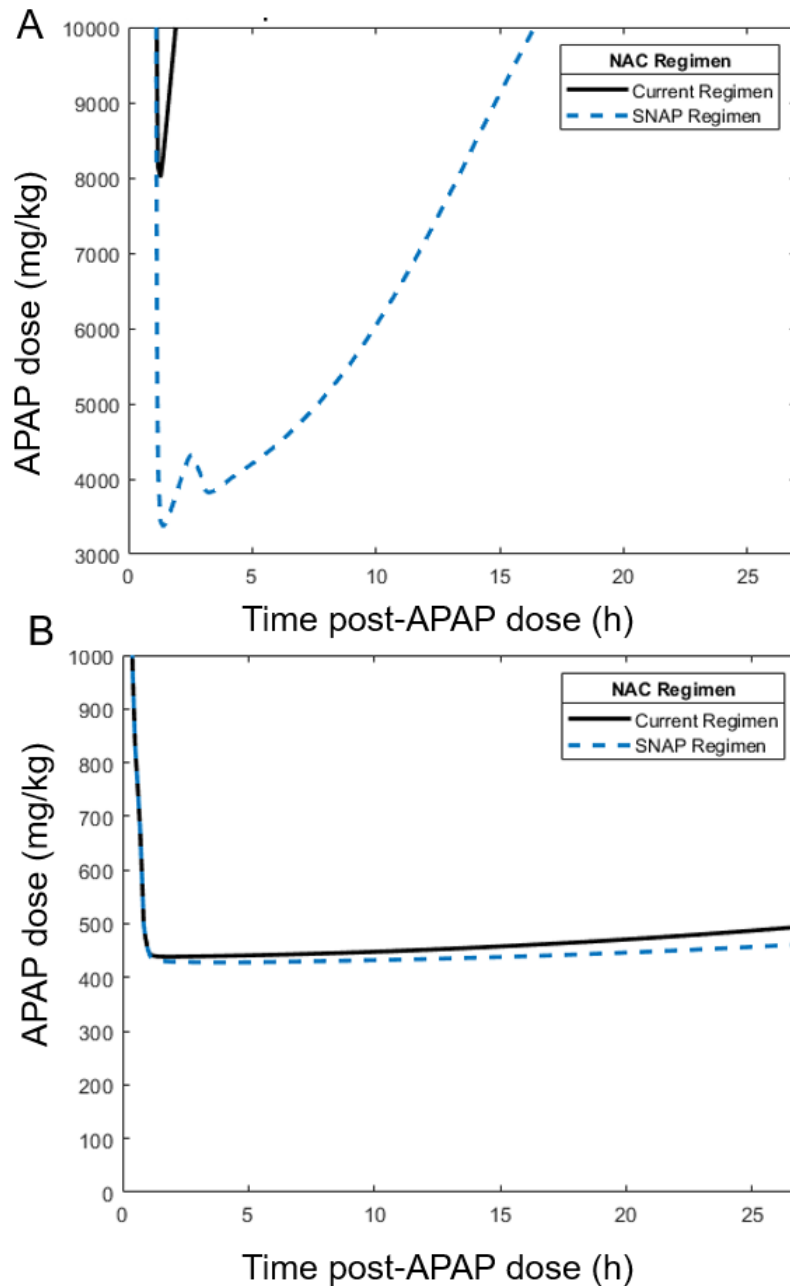 A
10000
9000
8000
7000
6000
5000
4000
3000
APAP dose (mg/kg)
NAC Regimen
Current Regimen
SNAP Regimen
0 5 10 15 20 25
Time post-APAP dose (h)
B
1000
900
800
700
600
500
400
300
200
100
0
APAP dose (mg/kg)
NAC Regimen
Current Regimen
SNAP Regimen
0 5 10 15 20 25
Time post-APAP dose (h)